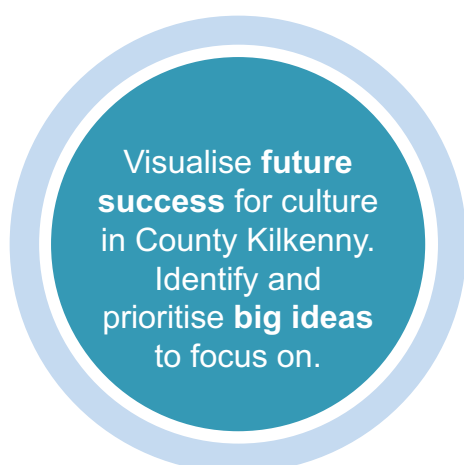 Visualise future
success for culture
in County Kilkenny.
Identify and
prioritise big ideas
to focus on.